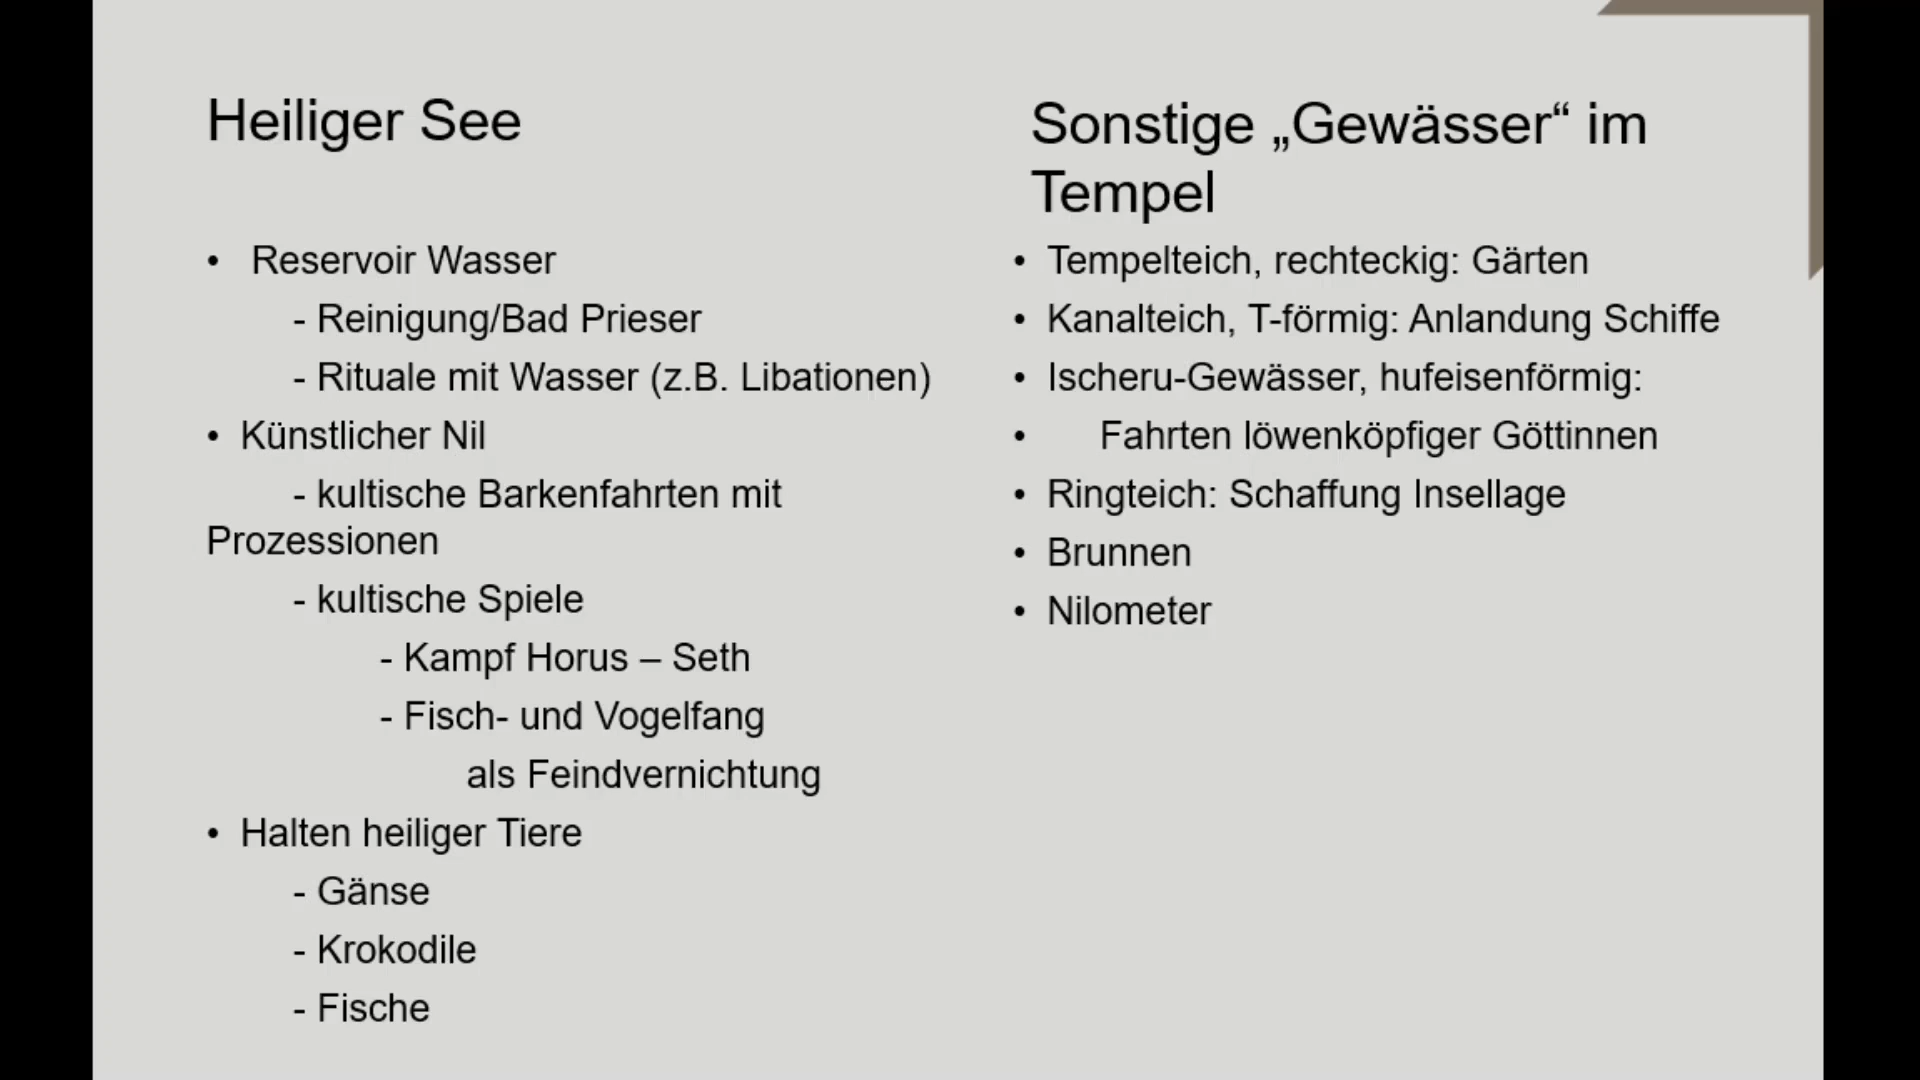 Heiliger See
• Reservoir Wasser
- Reinigung/Bad Prieser
- Rituale mit Wasser (z.B. Libationen)
• Künstlicher Nil
- kultische Barkenfahrten mit
Prozessionen
- kultische Spiele
- Kampf Horus – Seth
- Fisch- und Vogelfang
als Feindvernichtung
• Halten heiliger Tiere
- Gänse
- Krokodile
- Fische
Sonstige „Gewässer“ im
Tempel
• Tempelteich, rechteckig: Gärten
• Kanalteich, T-förmig: Anlandung Schiffe
• Ischeru-Gewässer, hufeisenförmig:
• Fahrten löwenköpfiger Göttinnen
• Ringteich: Schaffung Insellage
• Brunnen
• Nilometer